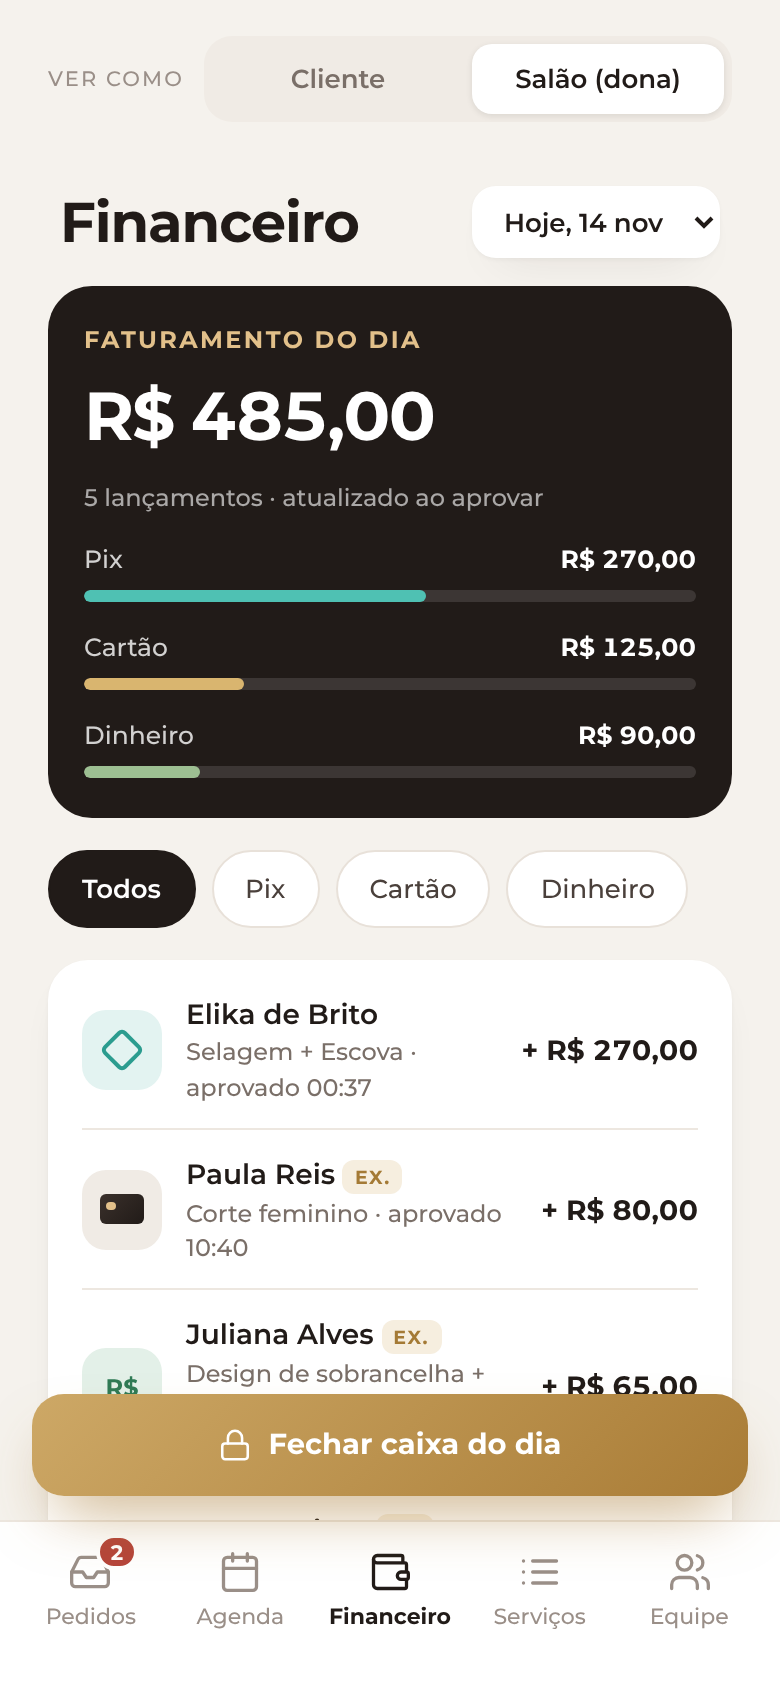 VER COMO
Cliente
Salão (dona)
Financeiro
Hoje, 14 nov
FATURAMENTO DO DIA
R$ 485,00
5 lançamentos · atualizado ao aprovar
Pix
R$ 270,00
Cartão
R$ 125,00
Dinheiro
R$ 90,00
Todos
Pix
Cartão
Dinheiro
Elika de Brito
Selagem + Escova ·
aprovado 00:37
+ R$ 270,00
Paula Reis EX.
Corte feminino · aprovado
10:40
+ R$ 80,00
Juliana Alves EX.
Design de sobrancelha +
R$
+ R$ 65,00
Fechar caixa do dia
2
Pedidos
Agenda
Financeiro
Serviços
Equipe